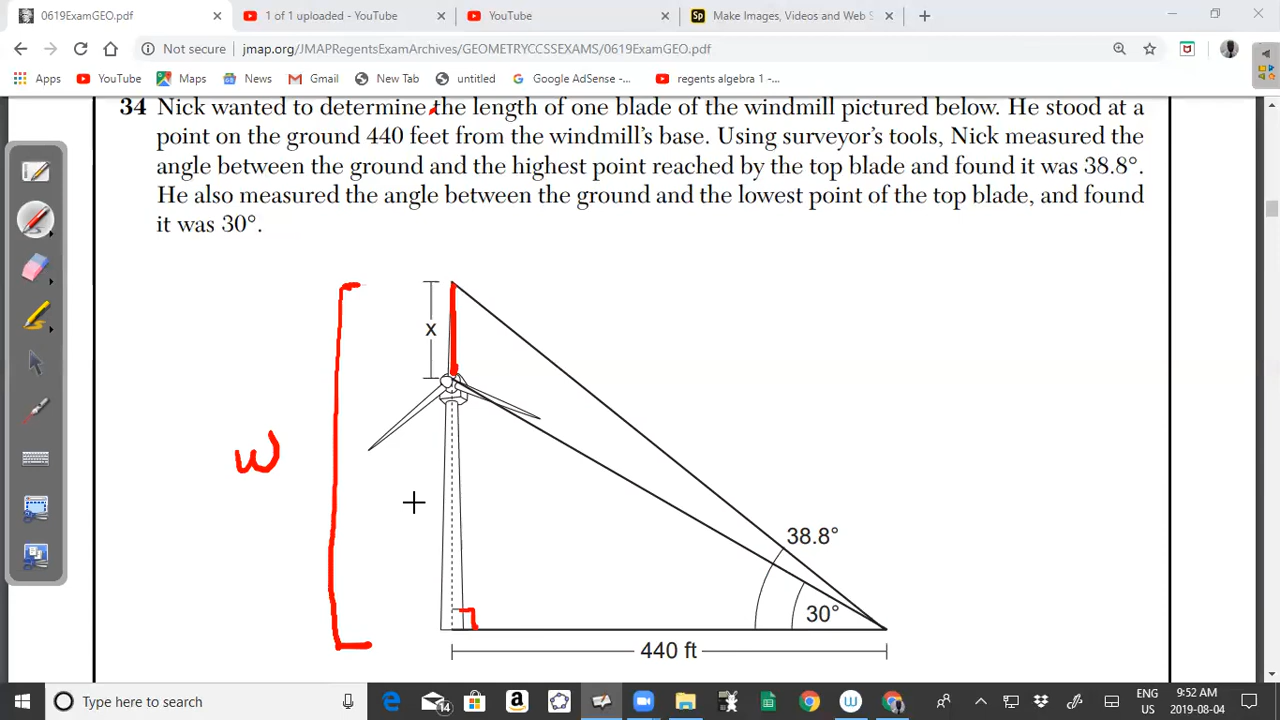 0619ExamGEO.pdf
1 of 1 uploaded - YouTube
YouTube
Sp
Make Images, Videos and Web S
Not secure
jmap.org/JMAPRegentsExamArchives/GEOMETRYCCSSEXAMS/0619ExamGEO.pdf
Apps YouTube Maps News Gmail New Tab untitled Google AdSense -... regents algebra 1 -...
34 Nick wanted to determine the length of one blade of the windmill pictured below. He stood at a
point on the ground 440 feet from the windmill's base. Using surveyor's tools, Nick measured the
angle between the ground and the highest point reached by the top blade and found it was 38.8°.
He also measured the angle between the ground and the lowest point of the top blade, and found
it was 30°.
x
w
38.8°
30°
440 ft
Type here to search
14
ENG
US
9:52 AM
2019-08-04